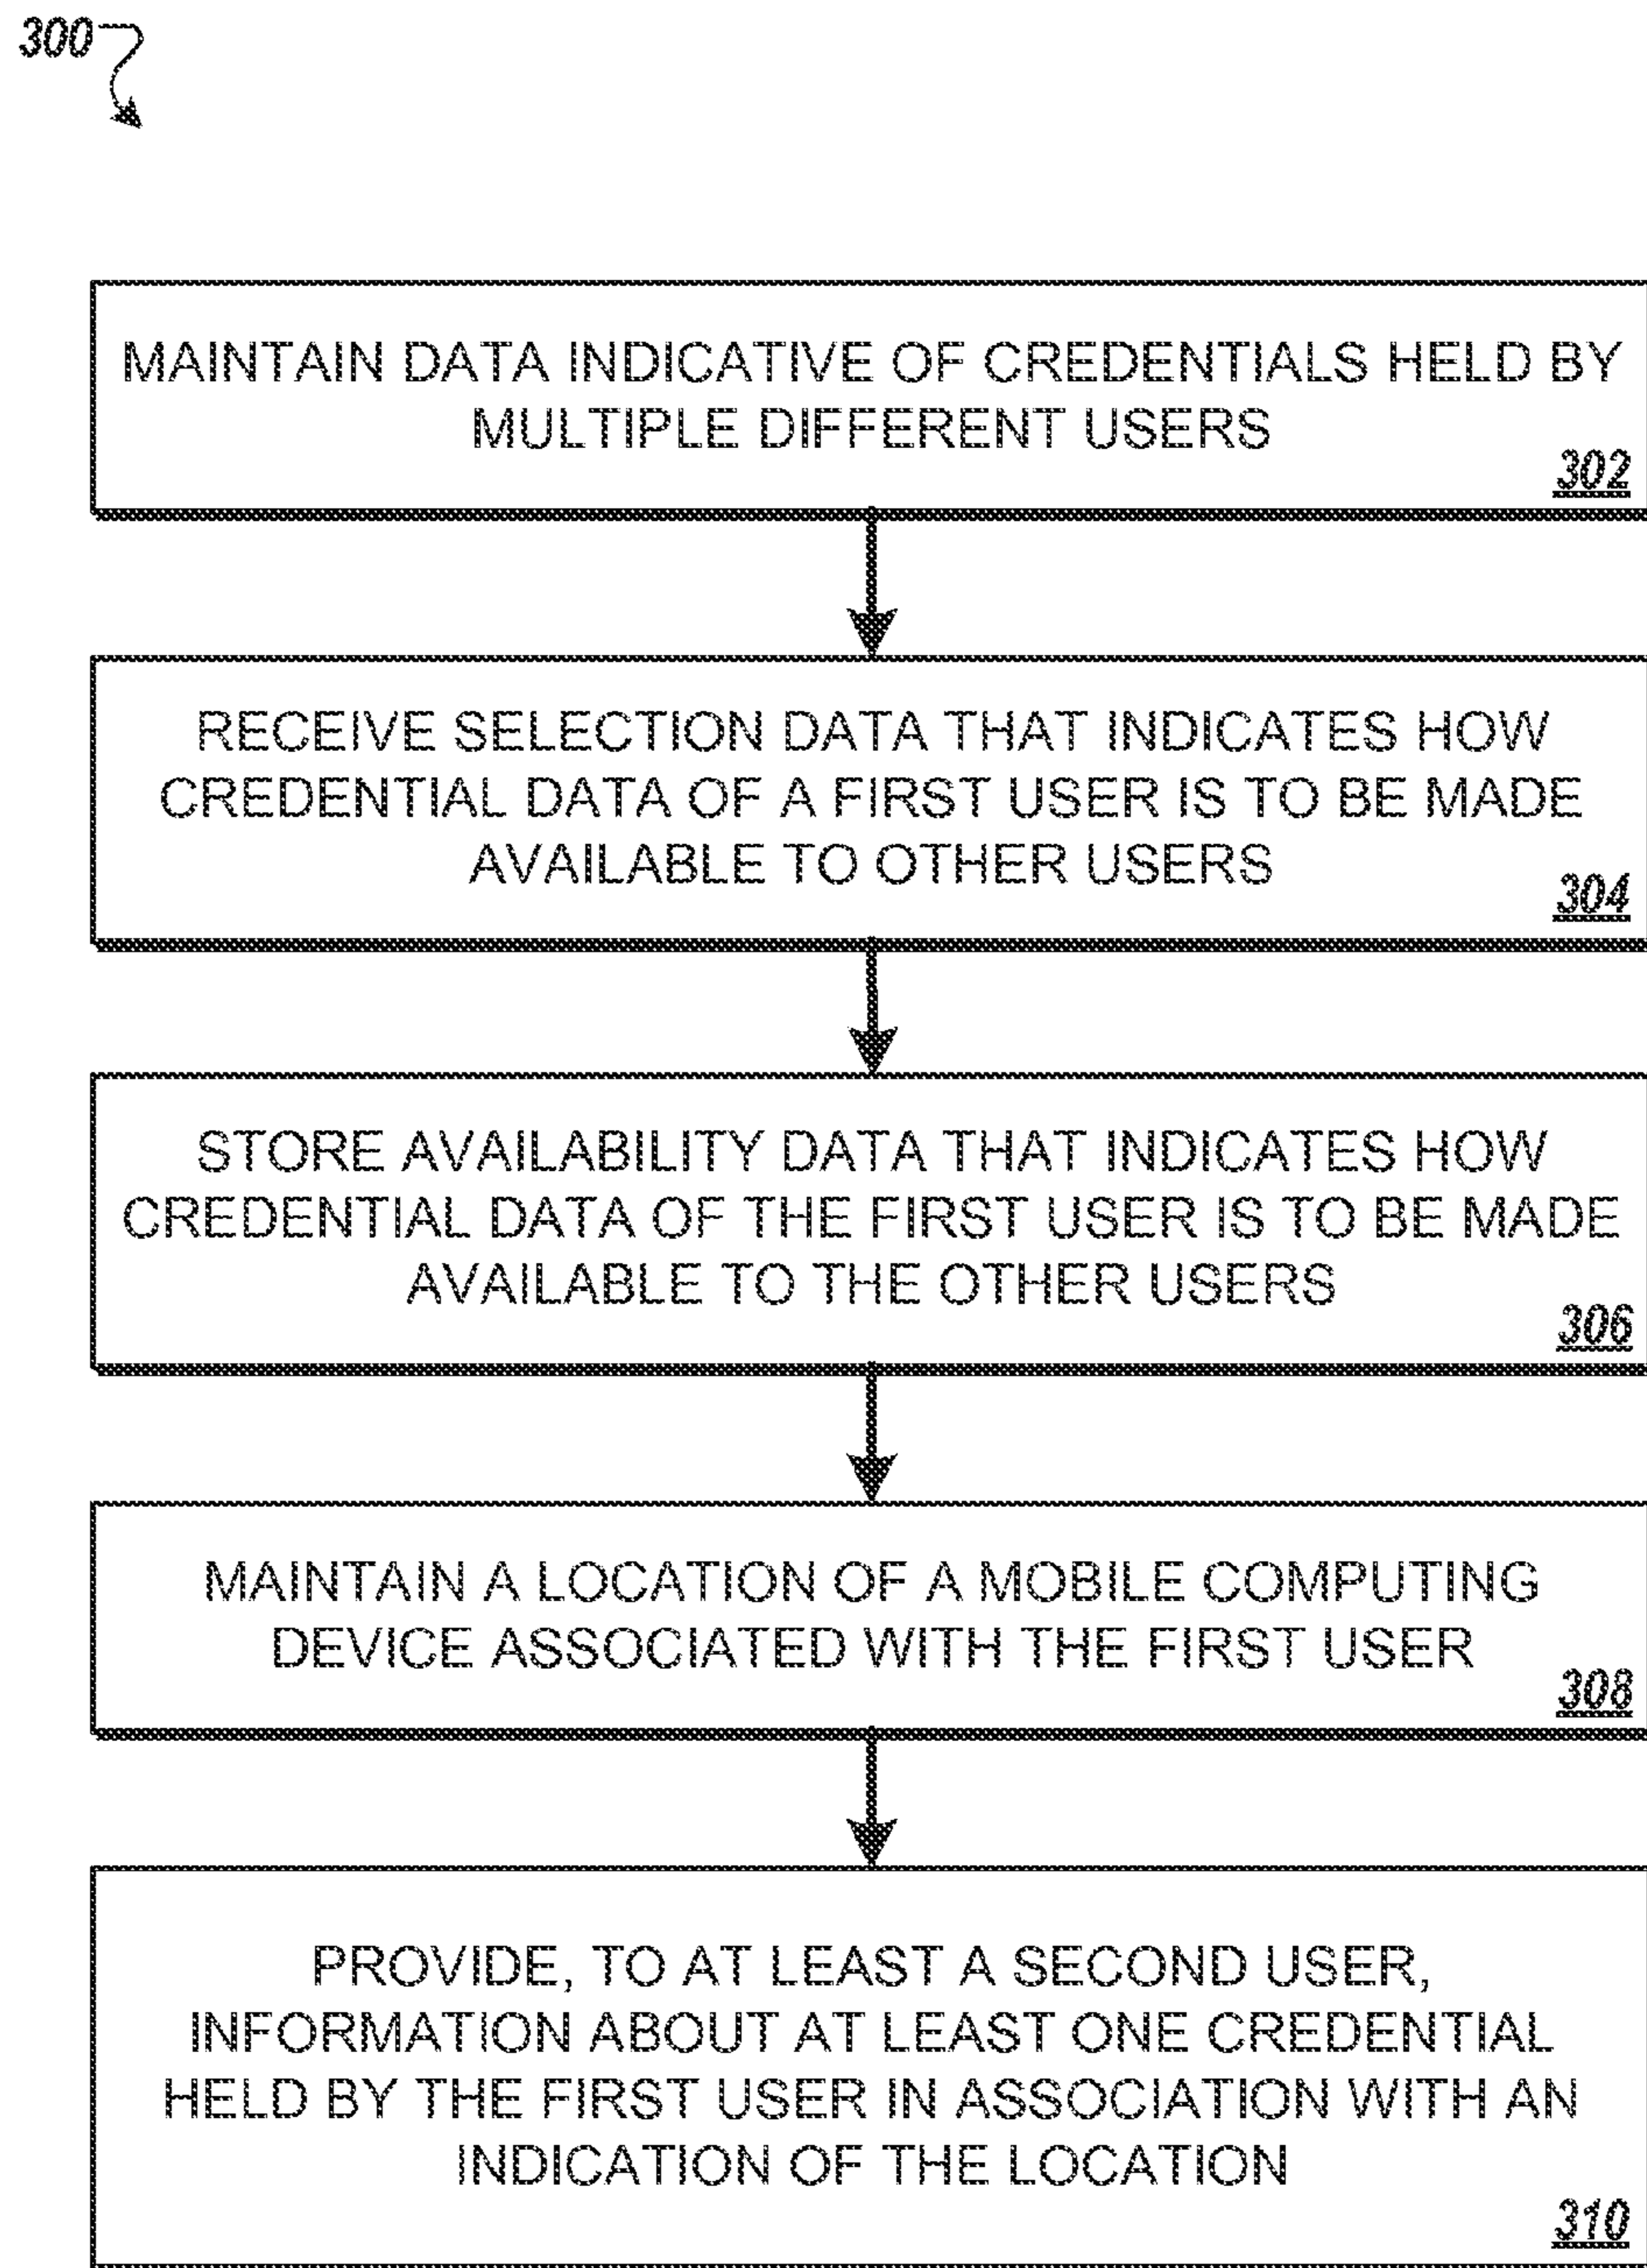 300
MAINTAIN DATA INDICATIVE OF CREDENTIALS HELD BY
MULTIPLE DIFFERENT USERS
302
RECEIVE SELECTION DATA THAT INDICATES HOW
CREDENTIAL DATA OF A FIRST USER IS TO BE MADE
AVAILABLE TO OTHER USERS
304
STORE AVAILABILITY DATA THAT INDICATES HOW
CREDENTIAL DATA OF THE FIRST USER IS TO BE MADE
AVAILABLE TO THE OTHER USERS
306
MAINTAIN A LOCATION OF A MOBILE COMPUTING
DEVICE ASSOCIATED WITH THE FIRST USER
308
PROVIDE, TO AT LEAST A SECOND USER,
INFORMATION ABOUT AT LEAST ONE CREDENTIAL
HELD BY THE FIRST USER IN ASSOCIATION WITH AN
INDICATION OF THE LOCATION
310